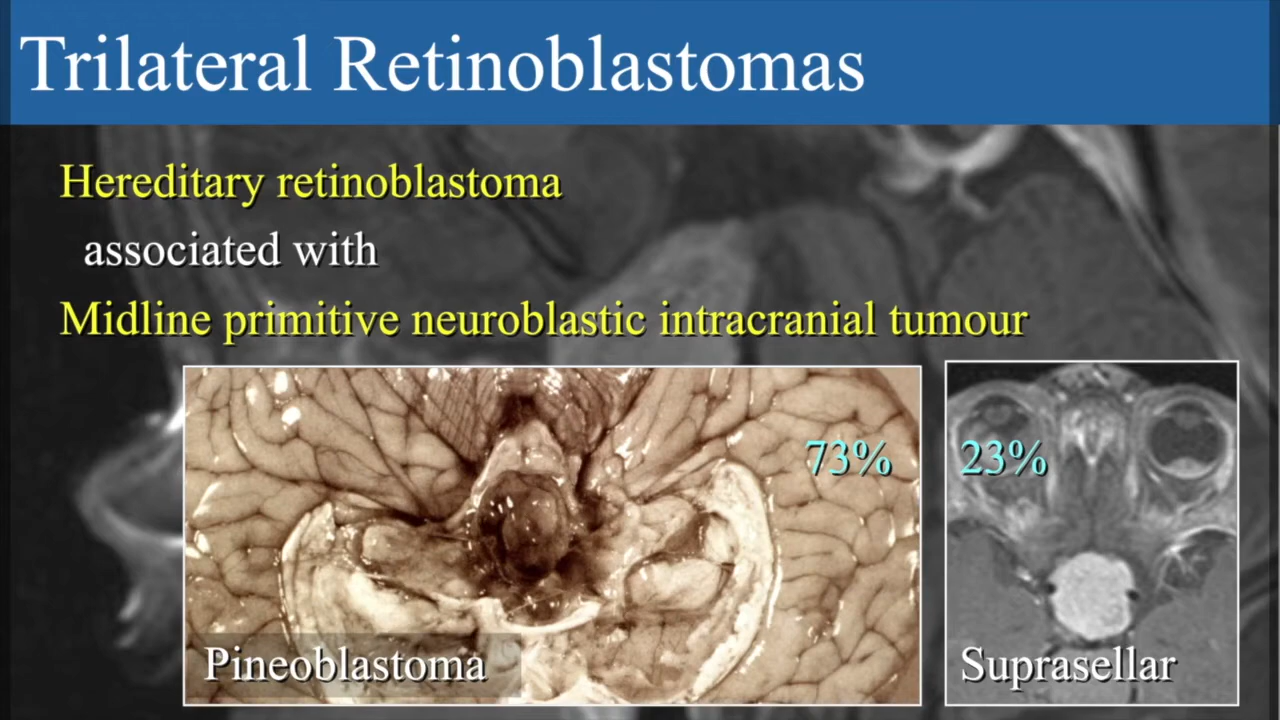 Trilateral Retinoblastomas
Hereditary retinoblastoma
associated with
Midline primitive neuroblastic intracranial tumour
73%
23%
Pineoblastoma
Suprasellar